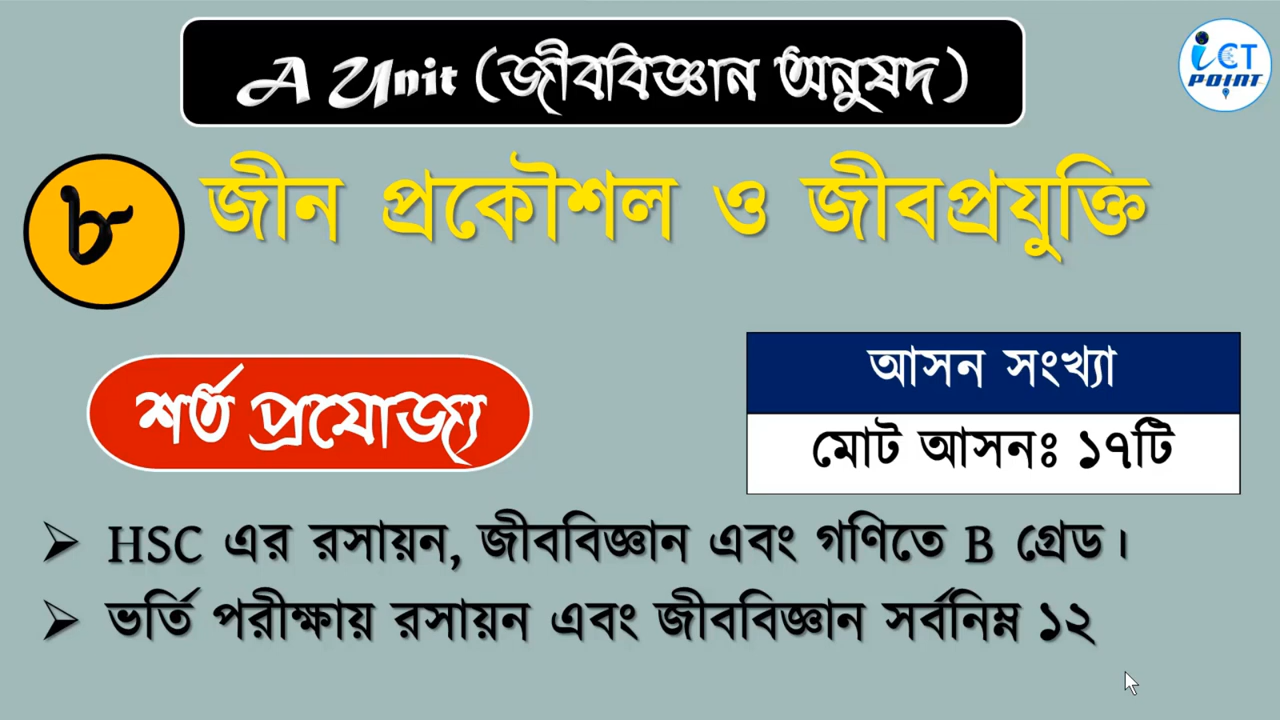 A Unit (জীববিজ্ঞান অনুষদ)
iCT
POINT
৮
জীন প্রকৌশল ও জীবপ্রযুক্তি
আসন সংখ্যা
মোট আসনঃ ১৭টি
শর্ত প্রযোজ্য
➢ HSC এর রসায়ন, জীববিজ্ঞান এবং গণিতে B গ্রেড।
➢ ভর্তি পরীক্ষায় রসায়ন এবং জীববিজ্ঞান সর্বনিম্ন ১২